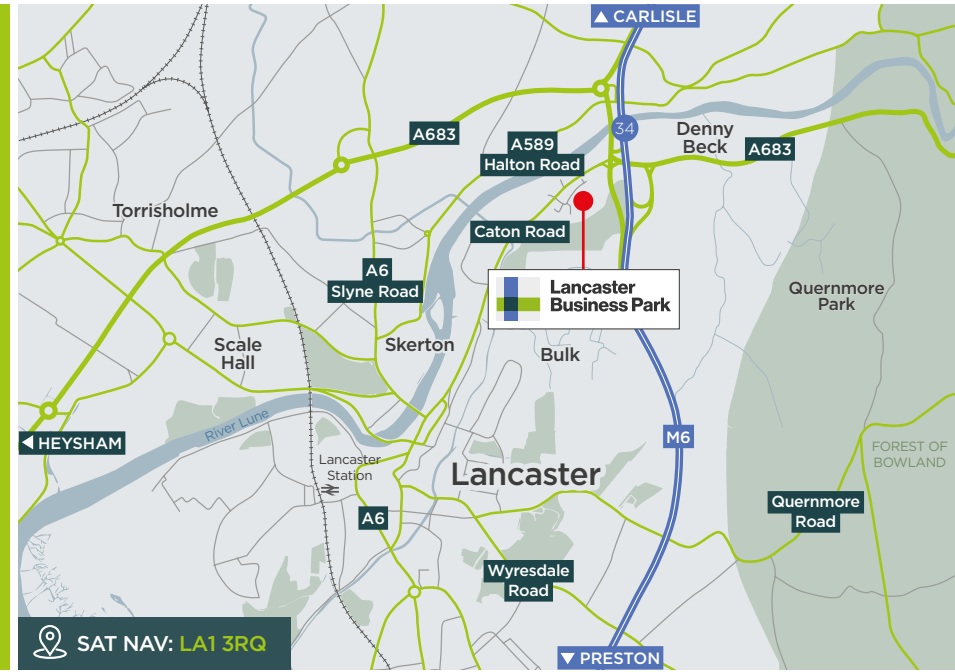 ▲ CARLISLE
34
Denny
Beck
A683
A683
A589
Halton Road
Torrisholme
Caton Road
A6
Slyne Road
Lancaster
Business Park
Quernmore
Park
Scale
Hall
Skerton
Bulk
River Lune
◀ HEYSHAM
M6
FOREST OF
BOWLAND
Lancaster
Station
Lancaster
Quernmore
Road
A6
Wyresdale
Road
SAT NAV: LA1 3RQ
▼ PRESTON